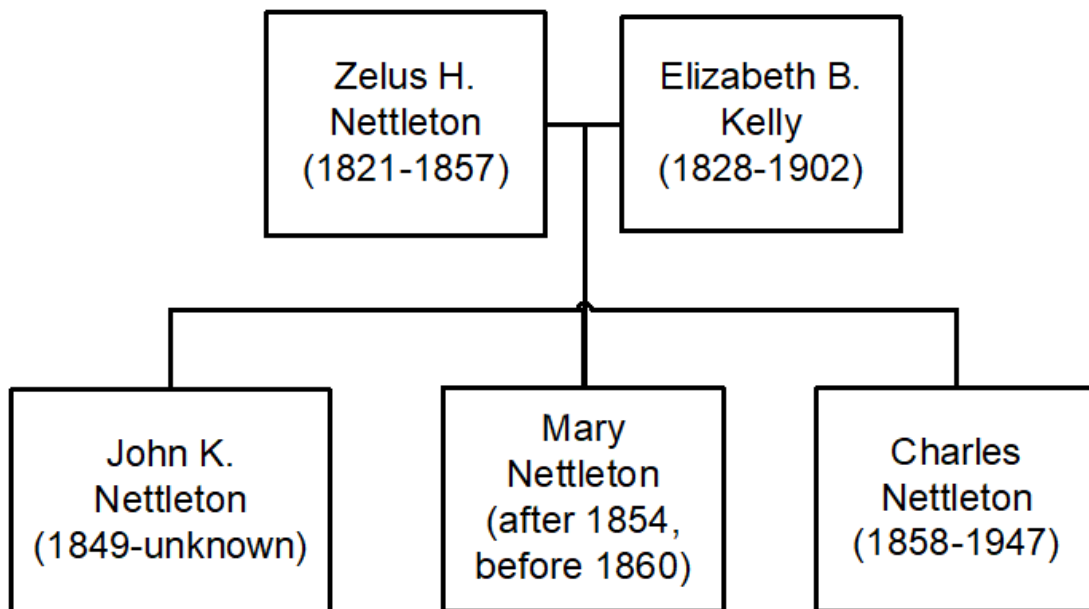 Zelus H.
Nettleton
(1821-1857)
Elizabeth B.
Kelly
(1828-1902)
John K.
Nettleton
(1849-unknown)
Mary
Nettleton
(after 1854,
before 1860)
Charles
Nettleton
(1858-1947)